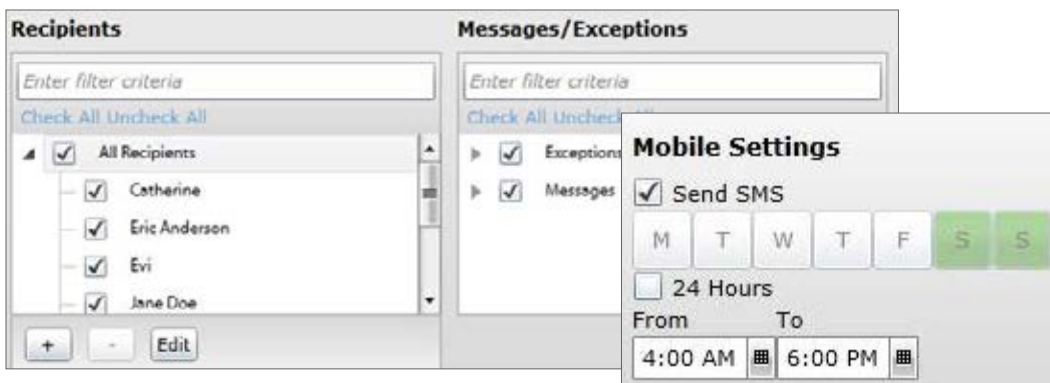 Recipients
Enter filter criteria
Check All Uncheck All
All Recipients
Catherine
Eric Anderson
Evi
Jane Doe
+ - Edit
Messages/Exceptions
Enter filter criteria
Check All Uncheck
Exceptions
Messages
Mobile Settings
Send SMS
M T W T F S S
24 Hours
From To
4:00 AM 6:00 PM